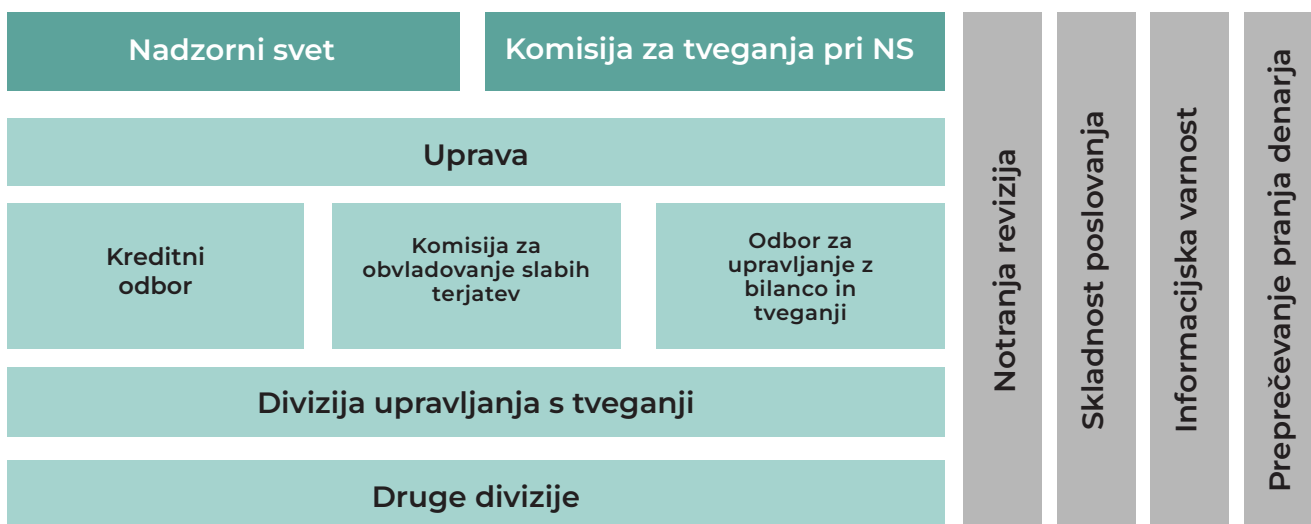 Nadzorni svet
Komisija za tveganja pri NS
Uprava
Kreditni
odbor
Komisija za
obvladovanje slabih
terjatev
Odbor za
upravljanje z
bilanco in
tveganji
Divizija upravljanja s tveganji
Druge divizije
Notranja revizija
Skladnost poslovanja
Informacijska varnost
Preprečevanje pranja denarja